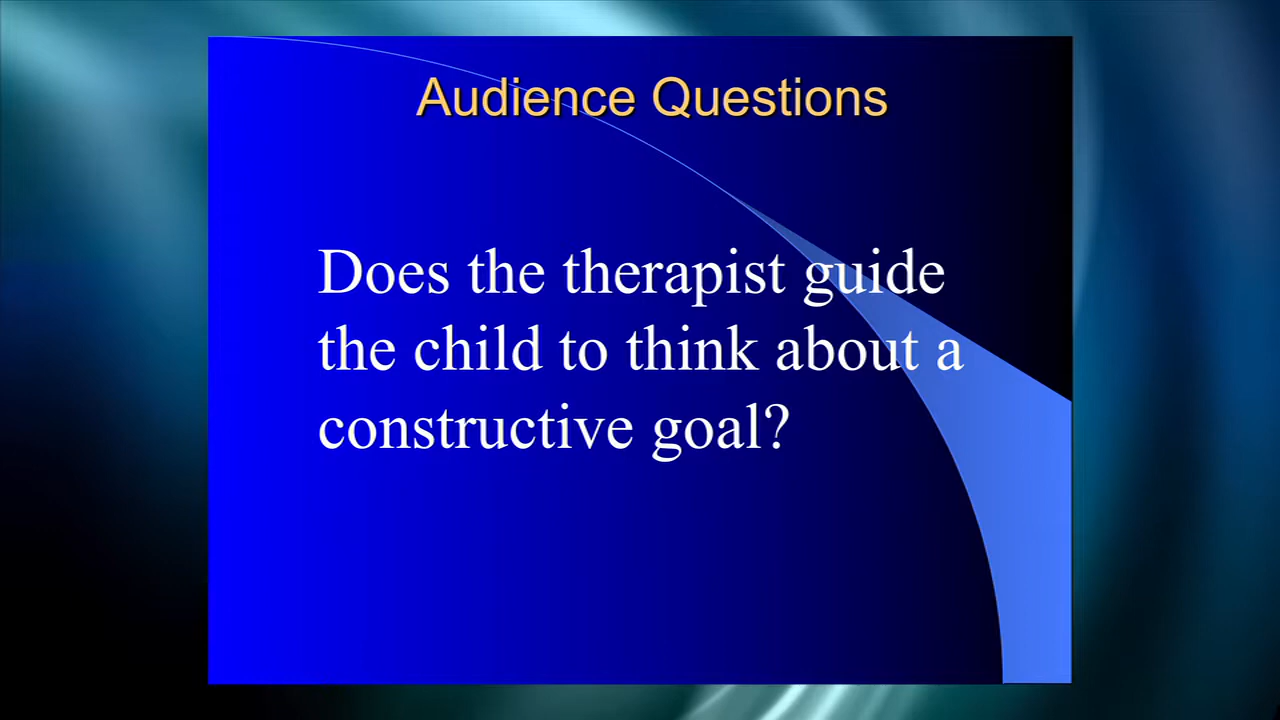 Audience Questions
Does the therapist guide
the child to think about a
constructive goal?